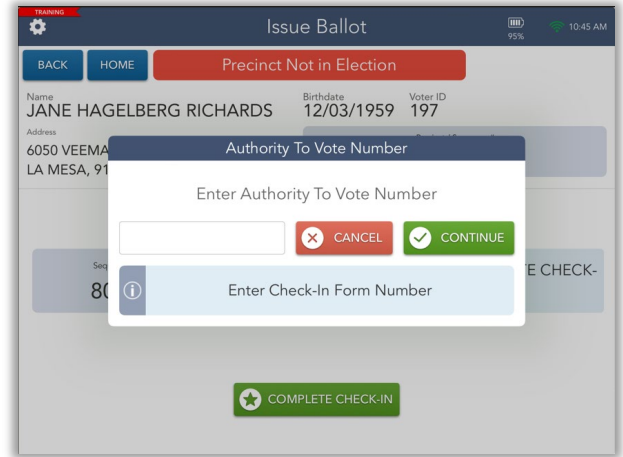 TRAINING
Issue Ballot
95%
10:45 AM
BACK
HOME
Precinct Not in Election
Name
JANE HAGELBERG RICHARDS
Birthdate
12/03/1959
Voter ID
197
Address
6050 VEEMA
LA MESA, 91
Authority To Vote Number
Enter Authority To Vote Number
CANCEL
CONTINUE
Seq
80
E CHECK-
Enter Check-In Form Number
COMPLETE CHECK-IN